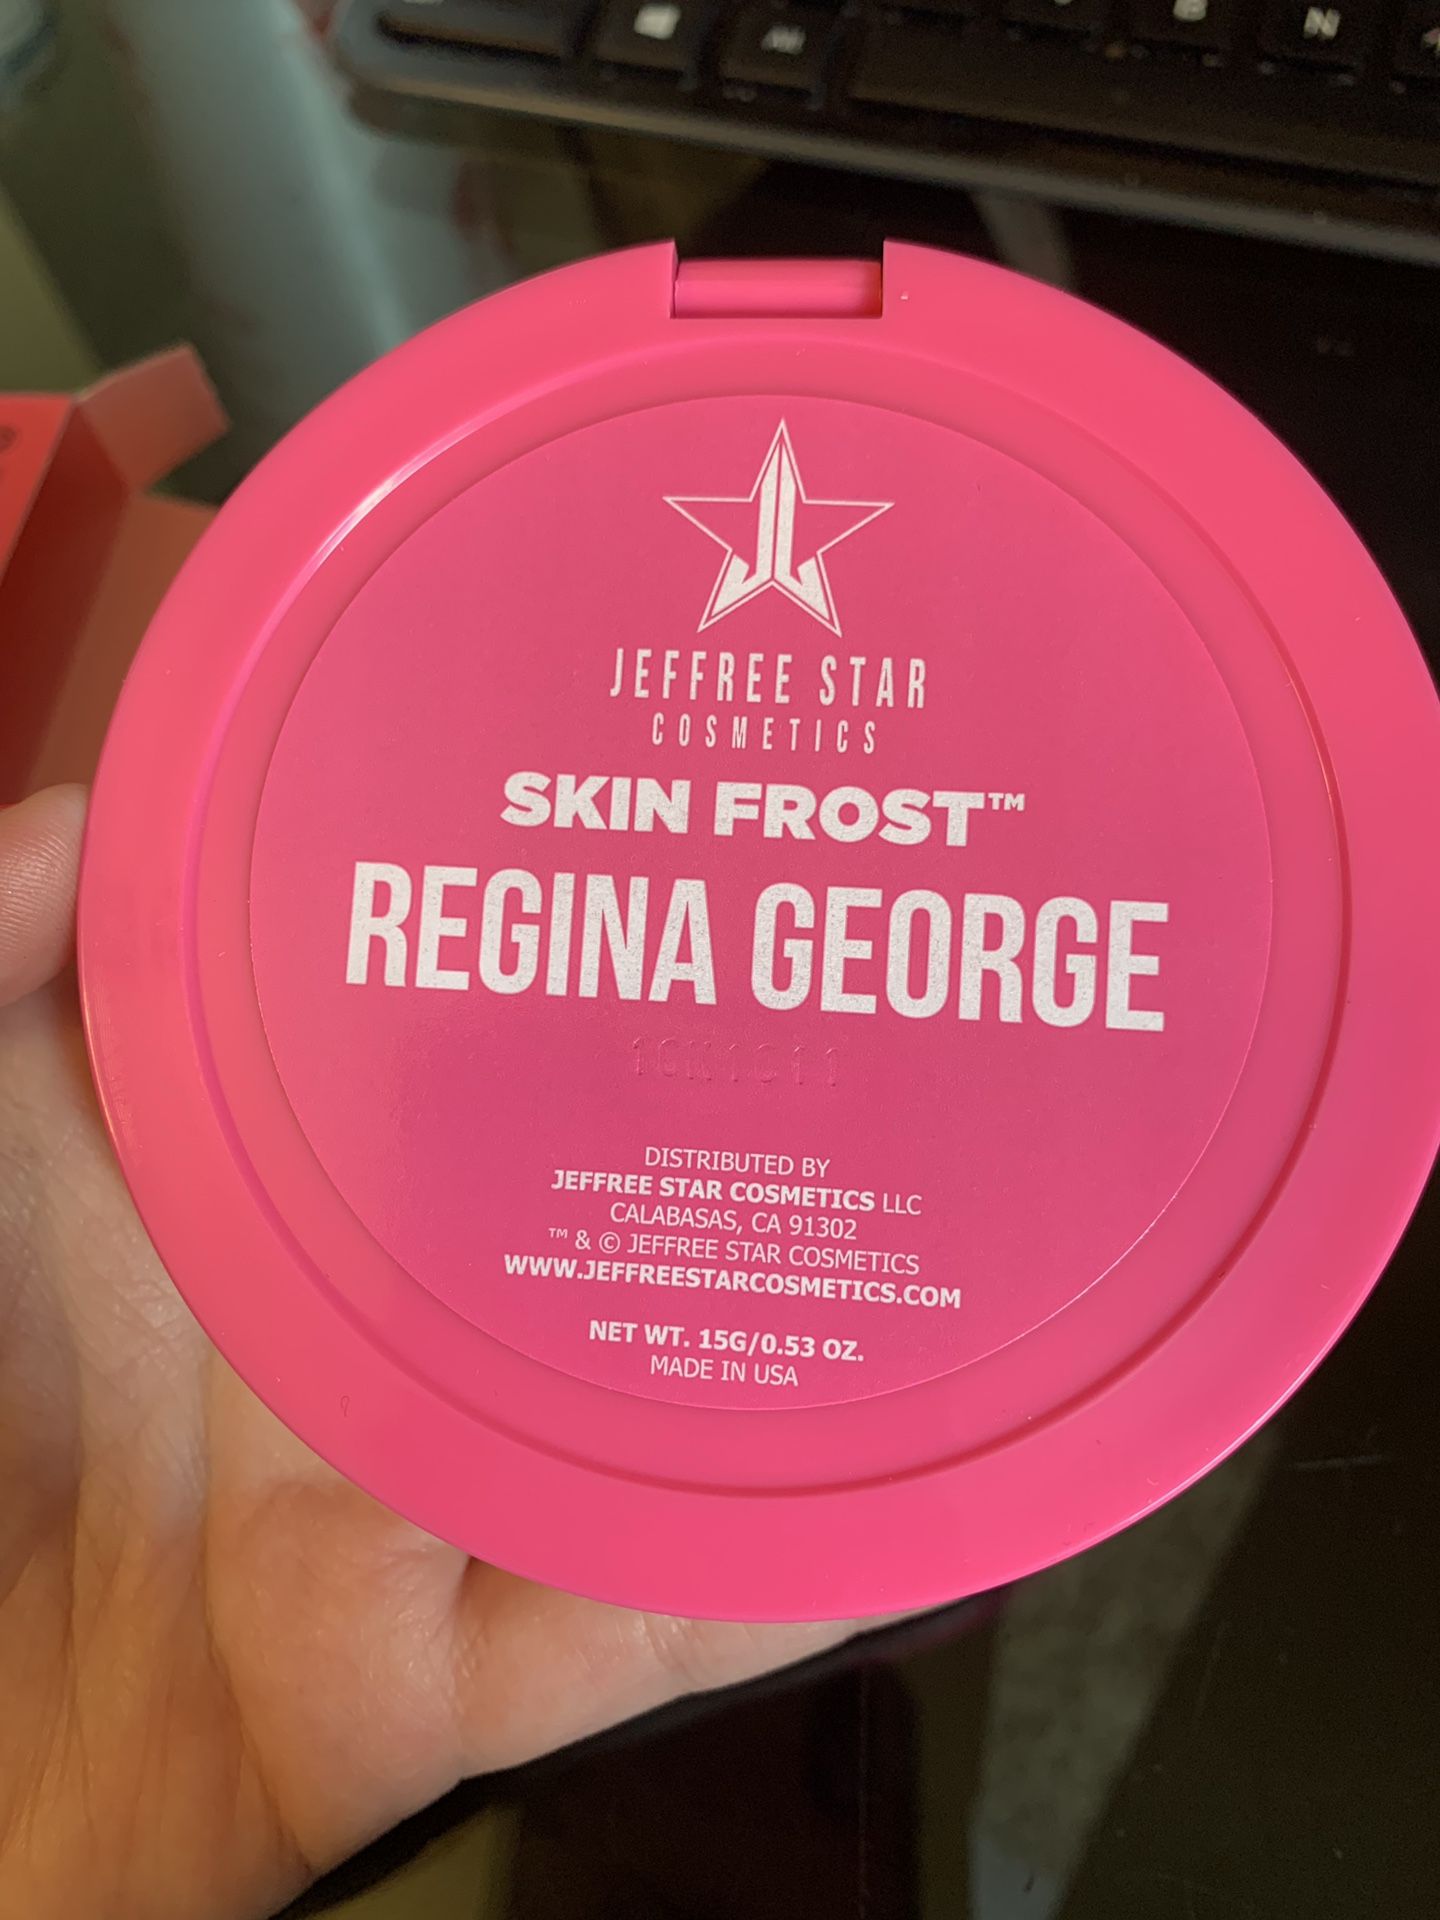 B N
JEFFREE STAR
COSMETICS
SKIN FROST™
REGINA GEORGE
DISTRIBUTED BY
JEFFREE STAR COSMETICS LLC
CALABASAS, CA 91302
™ & © JEFFREE STAR COSMETICS
WWW.JEFFREESTARCOSMETICS.COM
NET WT. 15G/0.53 OZ.
MADE IN USA